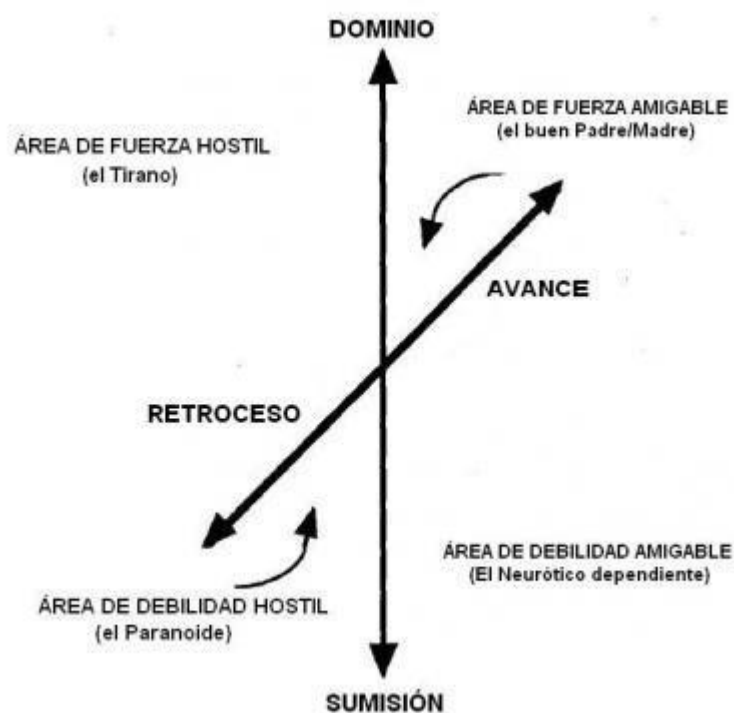 DOMINIO
ÁREA DE FUERZA AMIGABLE
(el buen Padre/Madre)
ÁREA DE FUERZA HOSTIL
(el Tirano)
AVANCE
RETROCESO
ÁREA DE DEBILIDAD AMIGABLE
(El Neurótico dependiente)
ÁREA DE DEBILIDAD HOSTIL
(el Paranoide)
SUMISIÓN